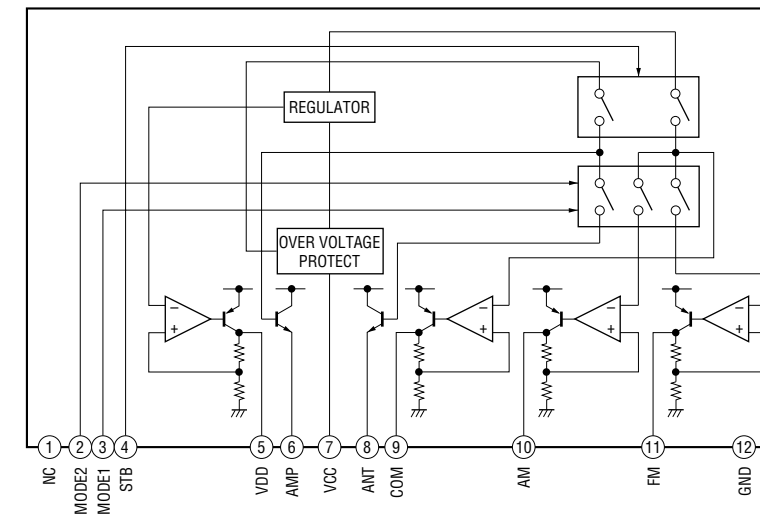 REGULATOR
OVER VOLTAGE
PROTECT
− + − + − + − +
1 2 3 4 5 6 7 8 9 10 11 12
NC
MODE2
MODE1
STB
VDD
AMP
VCC
ANT
COM
AM
FM
GND